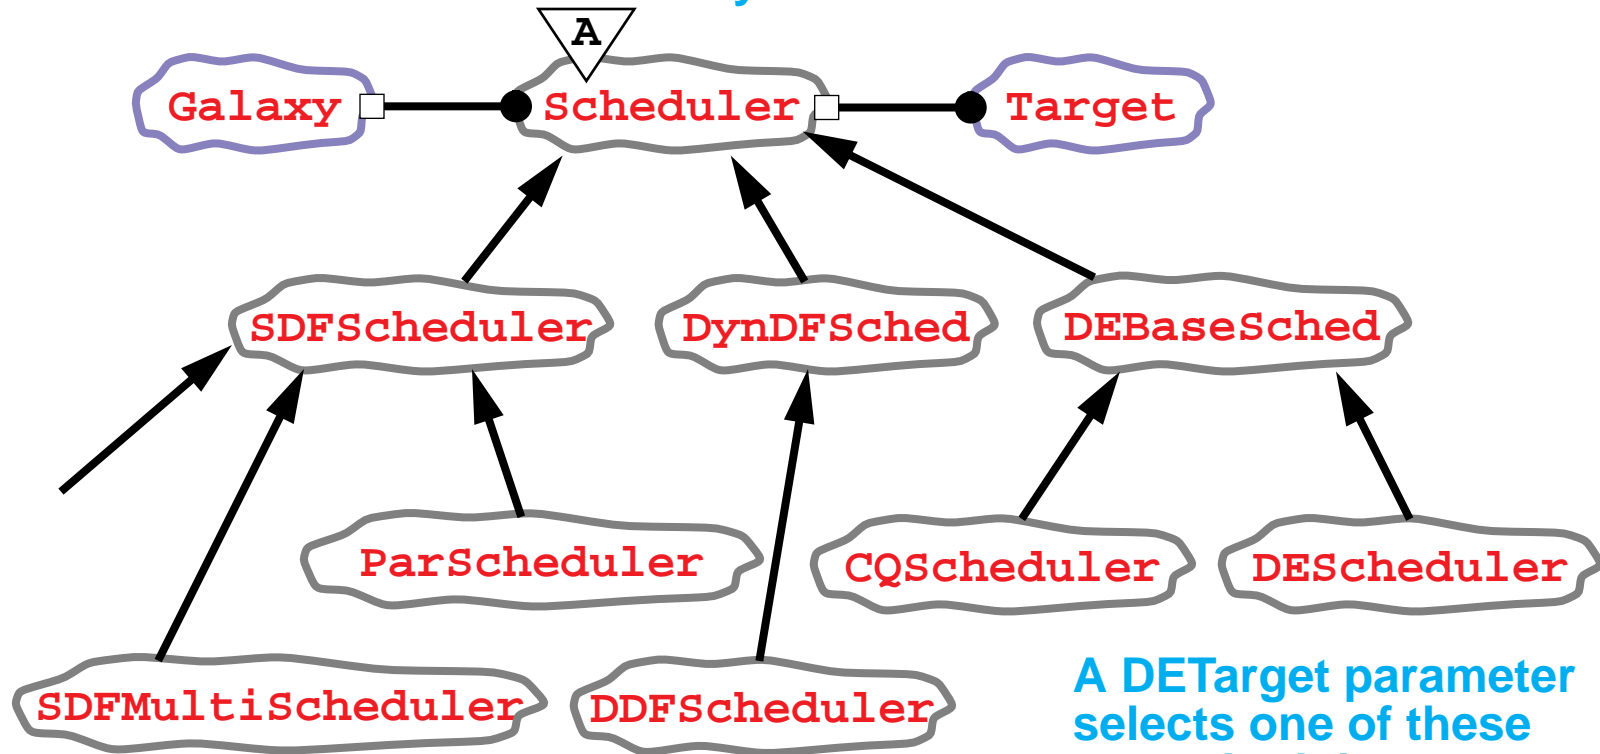 A
Galaxy
Scheduler
Target
SDFScheduler
DynDFSched
DEBaseSched
ParScheduler
CQScheduler
DEScheduler
SDFMultiScheduler
DDFScheduler
A DETarget parameter
selects one of these